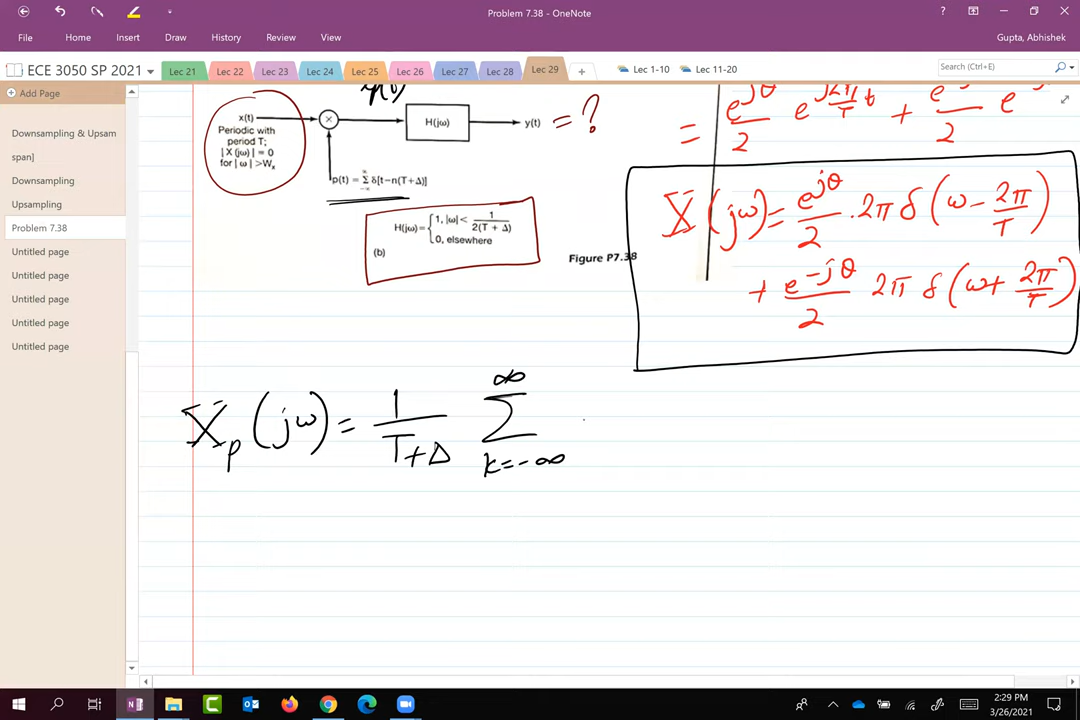 Problem 7.38 - OneNote
File Home Insert Draw History Review View
Gupta, Abhishek
ECE 3050 SP 2021
Lec 21 Lec 22 Lec 23 Lec 24 Lec 25 Lec 26 Lec 27 Lec 28 Lec 29 + Lec 1-10 Lec 11-20
Search (Ctrl+E)
Add Page
Downsampling & Upsam
span]
Downsampling
Upsampling
Problem 7.38
Untitled page
Untitled page
Untitled page
Untitled page
Untitled page
x(t)
Periodic with
period T;
|X(jω)| = 0
for |ω| > Wₓ
×
H(jω)
y(t) = ?
p(t) = Σ δ[t−n(T+Δ)]
∞
−∞
H(jω) = { 1, |ω| < 1/2(T + Δ)
0, elsewhere
(b)
Figure P7.38
= e^{jθ}/2 e^{j2π/T t} +
X(jω) = e^{jθ}/2 . 2π δ(ω − 2π/T)
+ e^{−jθ}/2 2π δ(ω + 2π/T)
X_p(jω) = 1/(T+Δ) ∞ Σ k=−∞
2:29 PM
3/26/2021